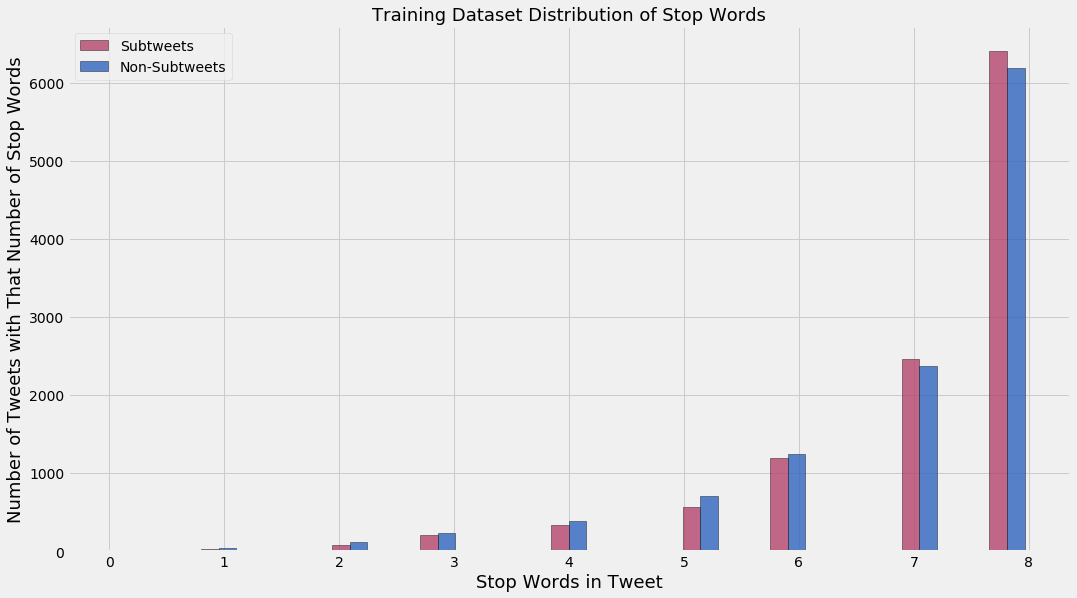 Training Dataset Distribution of Stop Words
Subtweets
Non-Subtweets
Number of Tweets with That Number of Stop Words
6000
5000
4000
3000
2000
1000
0
0 1 2 3 4 5 6 7 8
Stop Words in Tweet